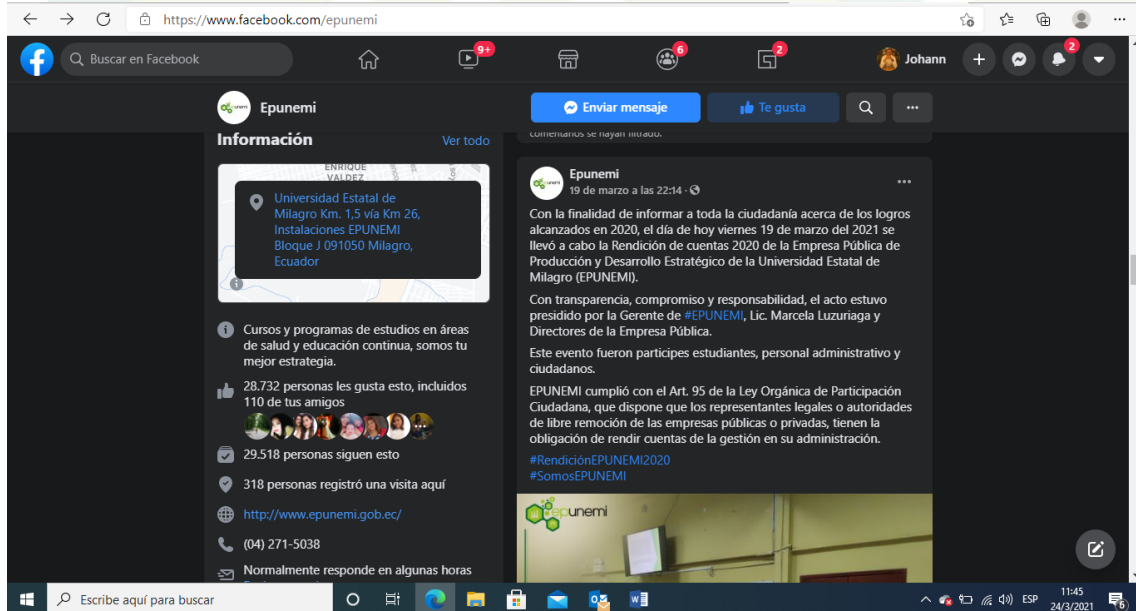 https://www.facebook.com/epunemi
Buscar en Facebook
9+
6
2
Johann
2
Epunemi
Enviar mensaje
Te gusta
Información
Ver todo
ENRIQUE
VALDEZ
Universidad Estatal de
Milagro Km. 1,5 vía Km 26,
Instalaciones EPUNEMI
Bloque J 091050 Milagro,
Ecuador
Cursos y programas de estudios en áreas
de salud y educación continua, somos tu
mejor estrategia.
28.732 personas les gusta esto, incluidos
110 de tus amigos
29.518 personas siguen esto
318 personas registró una visita aquí
http://www.epunemi.gob.ec/
(04) 271-5038
Normalmente responde en algunas horas
comentarios se hayan filtrado.
Epunemi
19 de marzo a las 22:14 ·
Con la finalidad de informar a toda la ciudadanía acerca de los logros
alcanzados en 2020, el día de hoy viernes 19 de marzo del 2021 se
llevó a cabo la Rendición de cuentas 2020 de la Empresa Pública de
Producción y Desarrollo Estratégico de la Universidad Estatal de
Milagro (EPUNEMI).
Con transparencia, compromiso y responsabilidad, el acto estuvo
presidido por la Gerente de #EPUNEMI, Lic. Marcela Luzuriaga y
Directores de la Empresa Pública.
Este evento fueron participes estudiantes, personal administrativo y
ciudadanos.
EPUNEMI cumplió con el Art. 95 de la Ley Orgánica de Participación
Ciudadana, que dispone que los representantes legales o autoridades
de libre remoción de las empresas públicas o privadas, tienen la
obligación de rendir cuentas de la gestión en su administración.
#RendiciónEPUNEMI2020
#SomosEPUNEMI
epunemi
Escribe aquí para buscar
ESP
11:45
24/3/2021
6